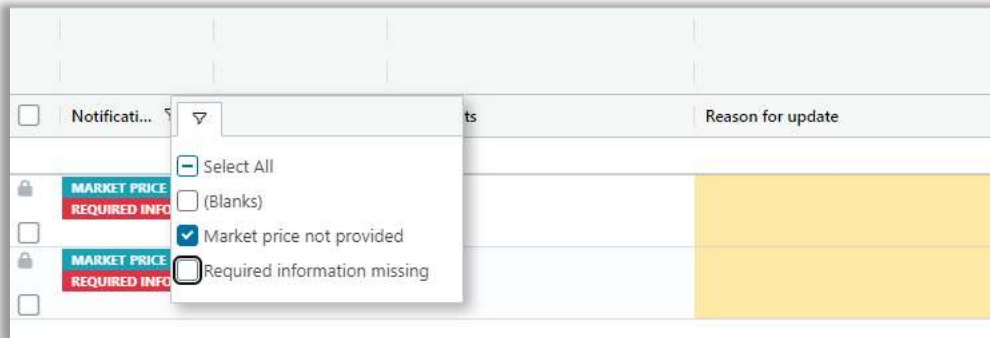 Notificati... ts Reason for update
Select All
(Blanks)
Market price not provided
Required information missing
MARKET PRICE
REQUIRED INFO
MARKET PRICE
REQUIRED INFO